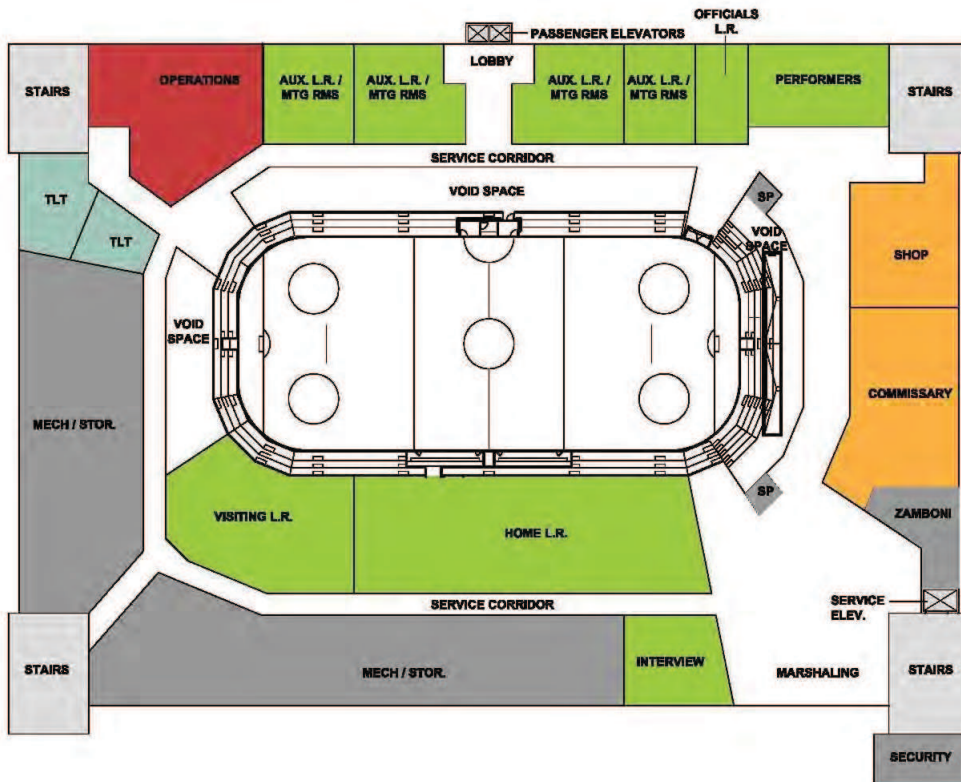 OFFICIALS
L.R.
PASSENGER ELEVATORS
LOBBY
STAIRS
OPERATIONS
AUX. L.R. /
MTG RMS
AUX. L.R. /
MTG RMS
AUX. L.R. /
MTG RMS
AUX. L.R. /
MTG RMS
PERFORMERS
STAIRS
SERVICE CORRIDOR
VOID SPACE
TLT
TLT
SP
VOID
SPACE
SHOP
VOID
SPACE
COMMISSARY
MECH / STOR.
SP
VISITING L.R.
HOME L.R.
ZAMBONI
SERVICE CORRIDOR
SERVICE
ELEV.
STAIRS
MECH / STOR.
INTERVIEW
MARSHALING
STAIRS
SECURITY